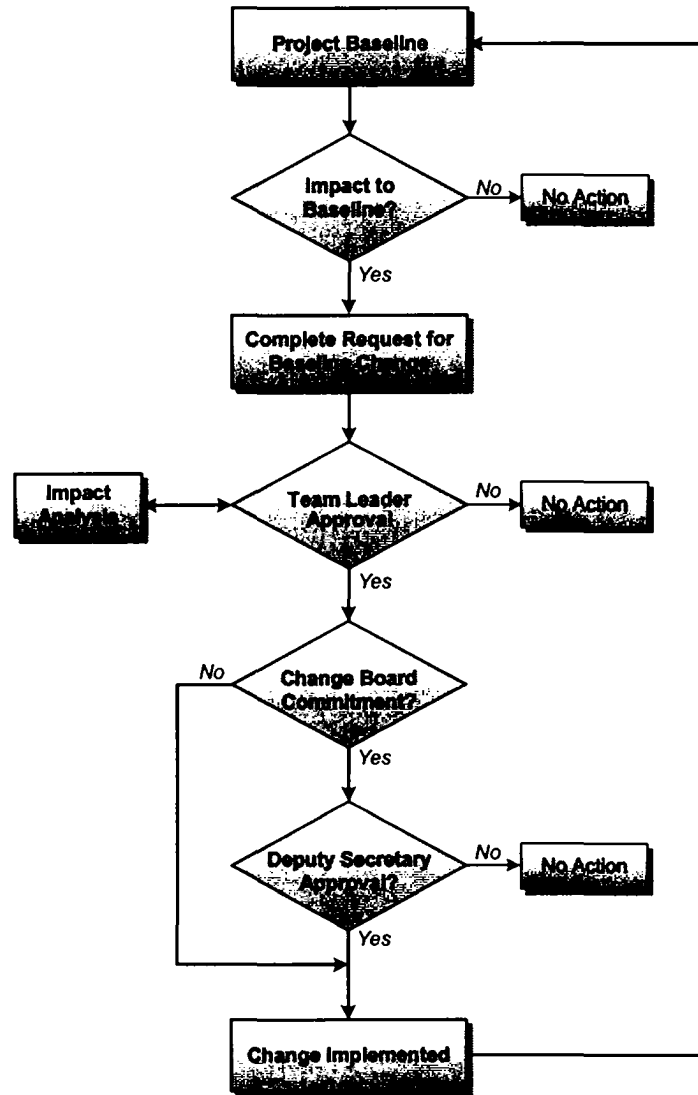 Project Baseline
Impact to
Baseline?
No
No Action
Yes
Complete Request for
Baseline Change
Impact
Analysis
Team Leader
Approval
No
No Action
Yes
No
Change Board
Commitment?
Yes
Deputy Secretary
Approval?
No
No Action
Yes
Change Implemented